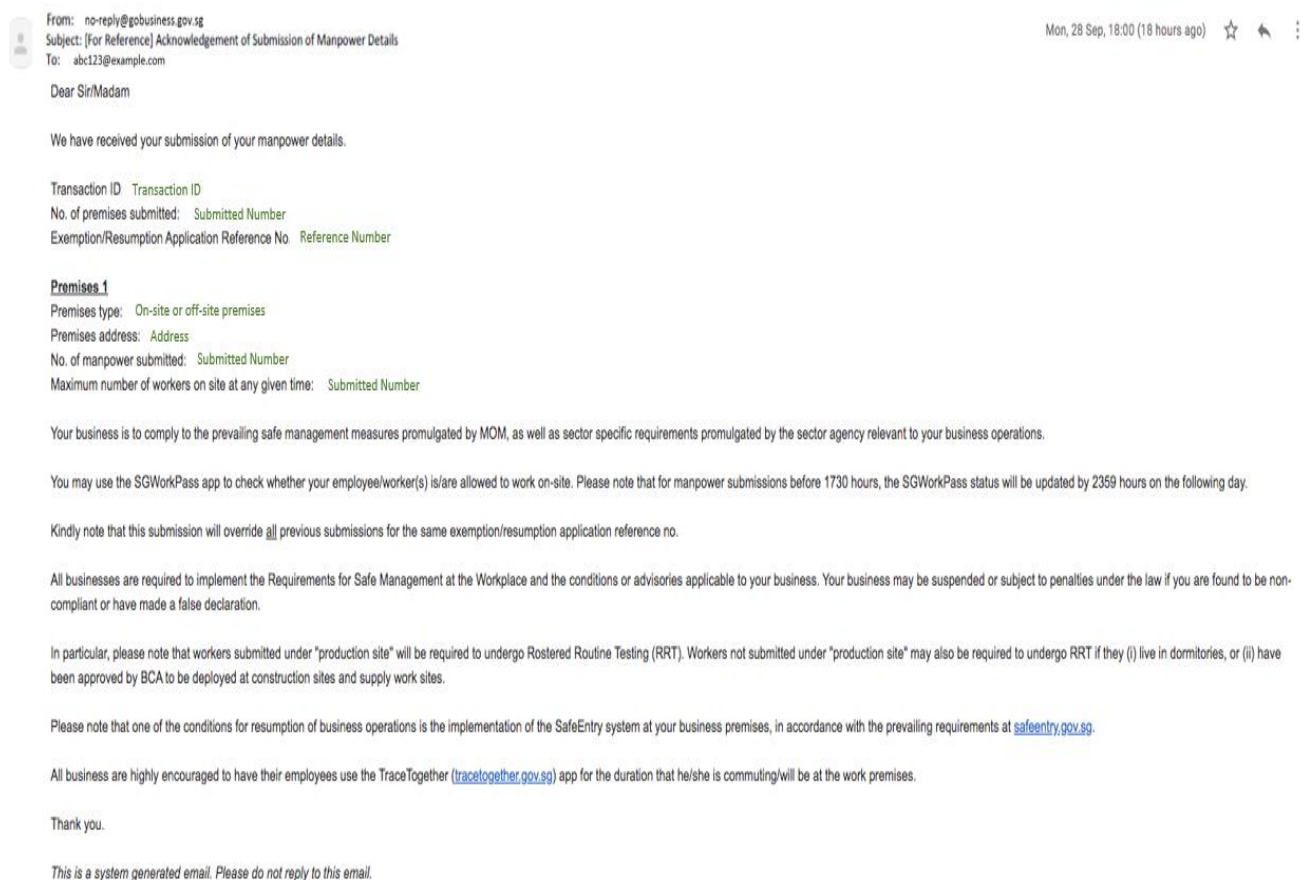 From: no-reply@gobusiness.gov.sg
Mon, 28 Sep, 18:00 (18 hours ago)
Subject: [For Reference] Acknowledgement of Submission of Manpower Details
To: abc123@example.com
Dear Sir/Madam
We have received your submission of your manpower details.
Transaction ID Transaction ID
No. of premises submitted: Submitted Number
Exemption/Resumption Application Reference No. Reference Number
Premises 1
Premises type: On-site or off-site premises
Premises address: Address
No. of manpower submitted: Submitted Number
Maximum number of workers on site at any given time: Submitted Number
Your business is to comply to the prevailing safe management measures promulgated by MOM, as well as sector specific requirements promulgated by the sector agency relevant to your business operations.
You may use the SGWorkPass app to check whether your employee/worker(s) is/are allowed to work on-site. Please note that for manpower submissions before 1730 hours, the SGWorkPass status will be updated by 2359 hours on the following day.
Kindly note that this submission will override all previous submissions for the same exemption/resumption application reference no.
All businesses are required to implement the Requirements for Safe Management at the Workplace and the conditions or advisories applicable to your business. Your business may be suspended or subject to penalties under the law if you are found to be non-
compliant or have made a false declaration.
In particular, please note that workers submitted under "production site" will be required to undergo Rostered Routine Testing (RRT). Workers not submitted under "production site" may also be required to undergo RRT if they (i) live in dormitories, or (ii) have
been approved by BCA to be deployed at construction sites and supply work sites.
Please note that one of the conditions for resumption of business operations is the implementation of the SafeEntry system at your business premises, in accordance with the prevailing requirements at safeentry.gov.sg.
All business are highly encouraged to have their employees use the TraceTogether (tracetogether.gov.sg) app for the duration that he/she is commuting/will be at the work premises.
Thank you.
This is a system generated email. Please do not reply to this email.